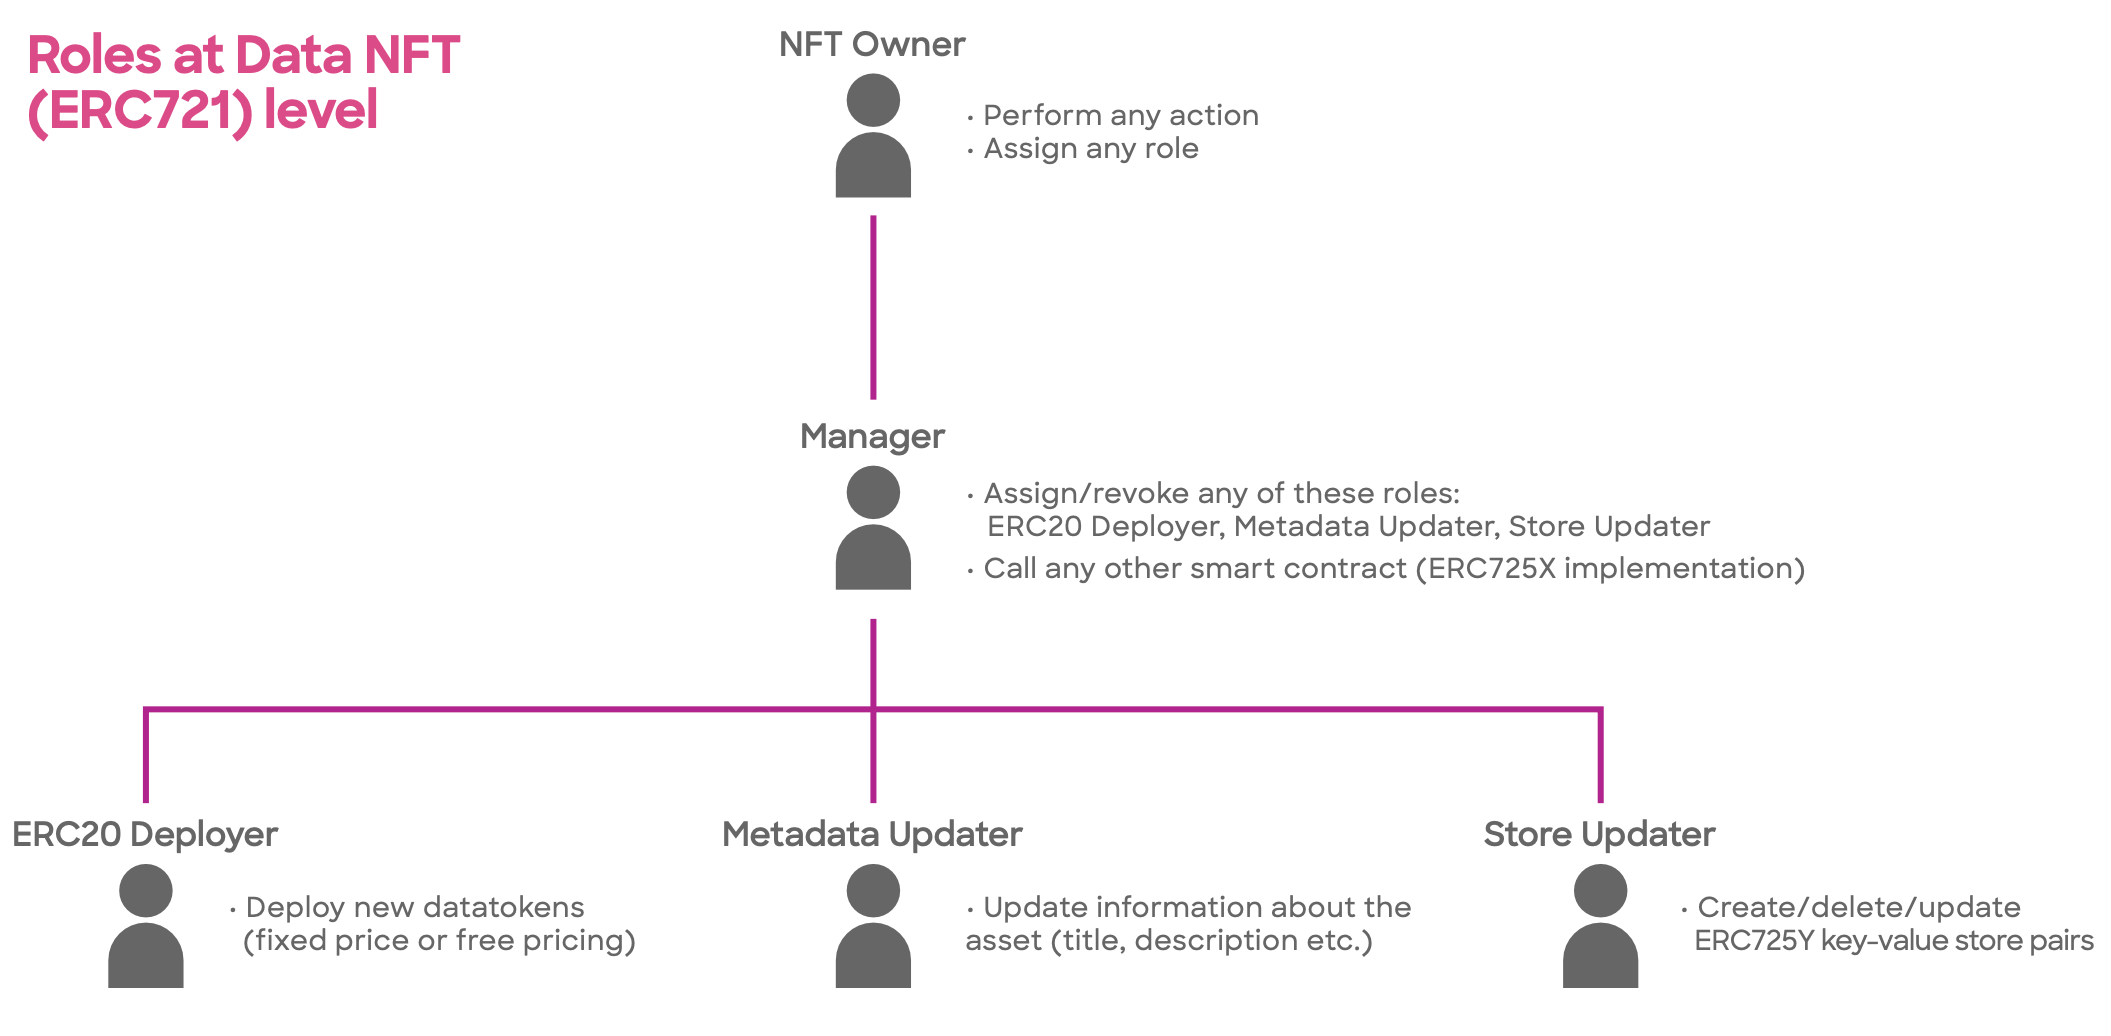 Roles at Data NFT
(ERC721) level
NFT Owner
· Perform any action
· Assign any role
Manager
· Assign/revoke any of these roles:
ERC20 Deployer, Metadata Updater, Store Updater
· Call any other smart contract (ERC725X implementation)
ERC20 Deployer
· Deploy new datatokens
(fixed price or free pricing)
Metadata Updater
· Update information about the
asset (title, description etc.)
Store Updater
· Create/delete/update
ERC725Y key-value store pairs